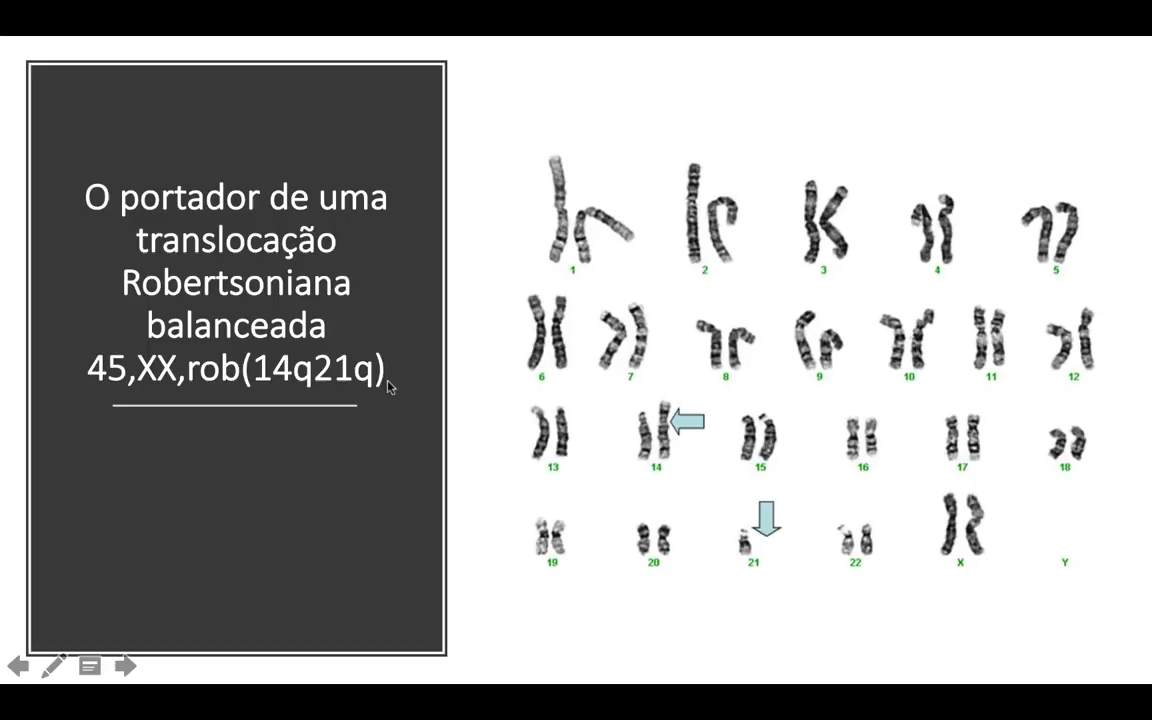 O portador de uma
translocação
Robertsoniana
balanceada
45,XX,rob(14q21q)
1 2 3 4 5
6 7 8 9 10 11 12
13 14 15 16 17 18
19 20 21 22 X Y